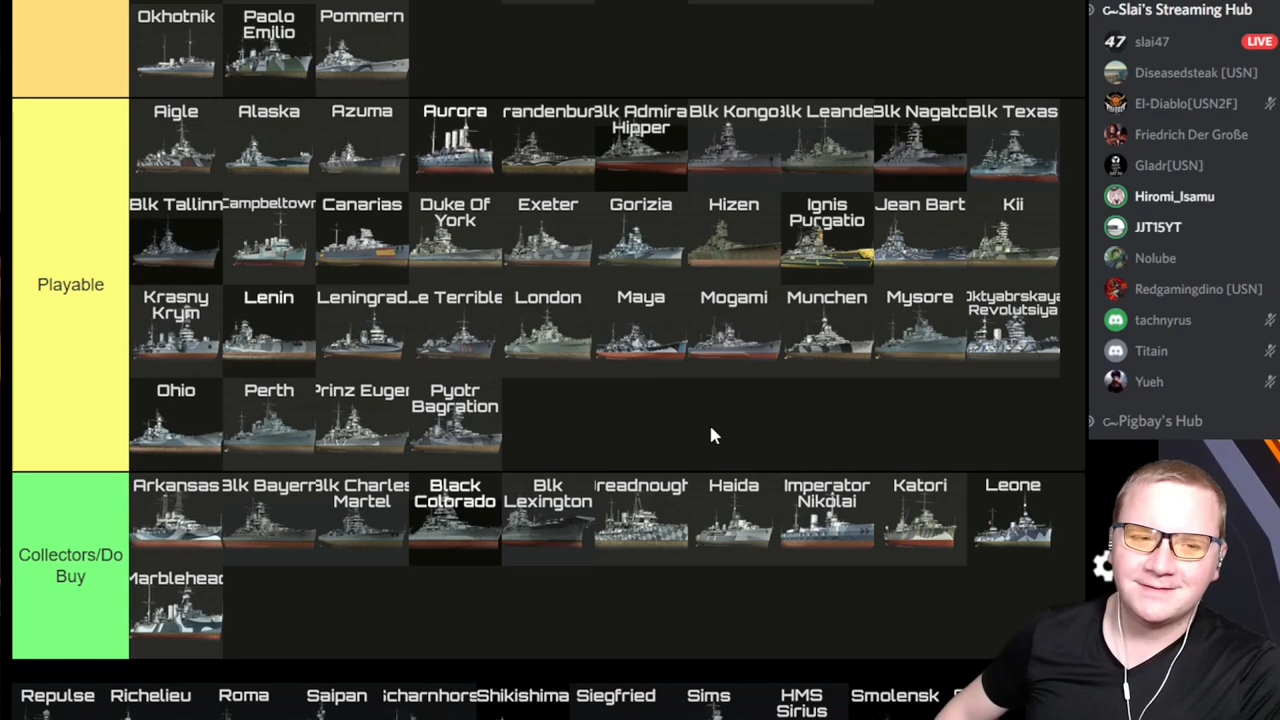 Okhotnik Paolo Pommern
Emilio
Playable
Aigle Alaska Azuma Aurora randenbur Blk Admira Blk Kongo Blk Leande Blk Nagato Blk Texas
Hipper
Blk Tallinn Campbeltown Canarias Duke Of Exeter Gorizia Hizen Ignis Jean Bart Kii
York Purgatio
Krasny Lenin Leningrad Le Terrible London Maya Mogami Munchen Mysore Oktyabrskaya
Krym Revolutsiya
Ohio Perth Prinz Eugen Pyotr
Bagration
Collectors/Do
Buy
Arkansas Blk Bayern Blk Charles Black Blk readnough Haida Imperator Katori Leone
Martel Colorado Lexington Nikolai
Marblehead
Repulse Richelieu Roma Saipan charnhors Shikishima Siegfried Sims HMS Smolensk
Sirius
Slai's Streaming Hub
47 slai47 LIVE
Diseasedsteak [USN]
El-Diablo[USN2F]
Friedrich Der Große
Gladr[USN]
Hiromi_Isamu
JJT15YT
Nolube
Redgamingdino [USN]
tachnyrus
Titain
Yueh
Pigbay's Hub